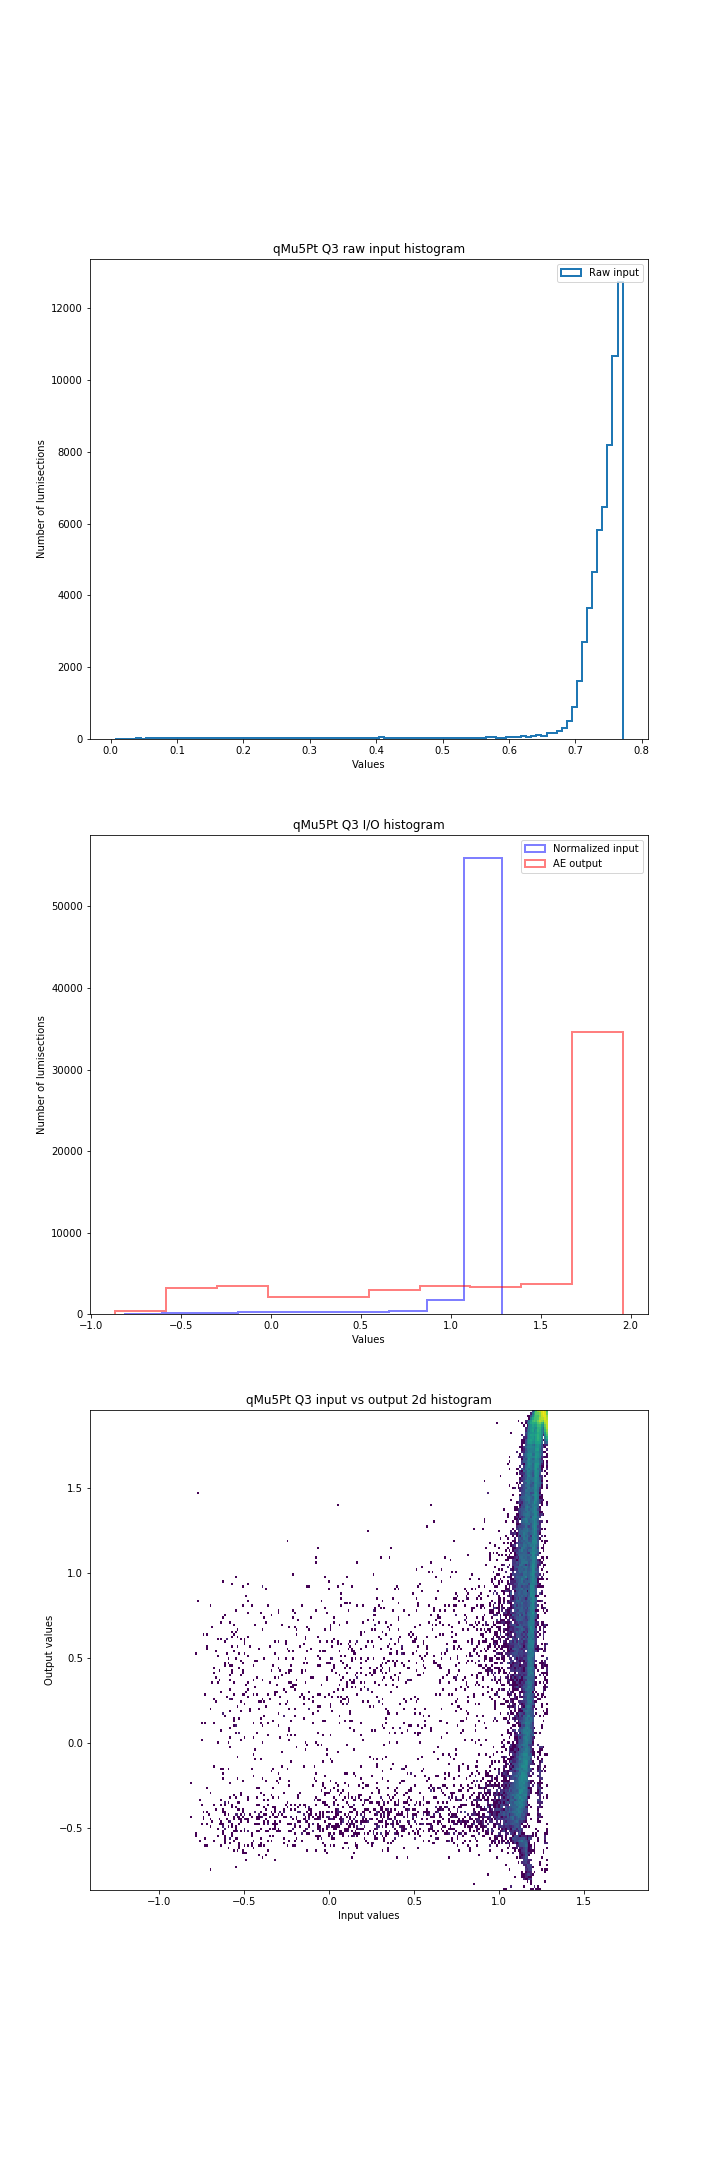 qMu5Pt Q3 raw input histogram
Raw input
12000
10000
8000
6000
4000
2000
0
Number of lumisections
0.0 0.1 0.2 0.3 0.4 0.5 0.6 0.7 0.8
Values
qMu5Pt Q3 I/O histogram
Normalized input
AE output
50000
40000
30000
20000
10000
0
Number of lumisections
−1.0 −0.5 0.0 0.5 1.0 1.5 2.0
Values
qMu5Pt Q3 input vs output 2d histogram
1.5
1.0
0.5
0.0
−0.5
Output values
−1.0 −0.5 0.0 0.5 1.0 1.5
Input values